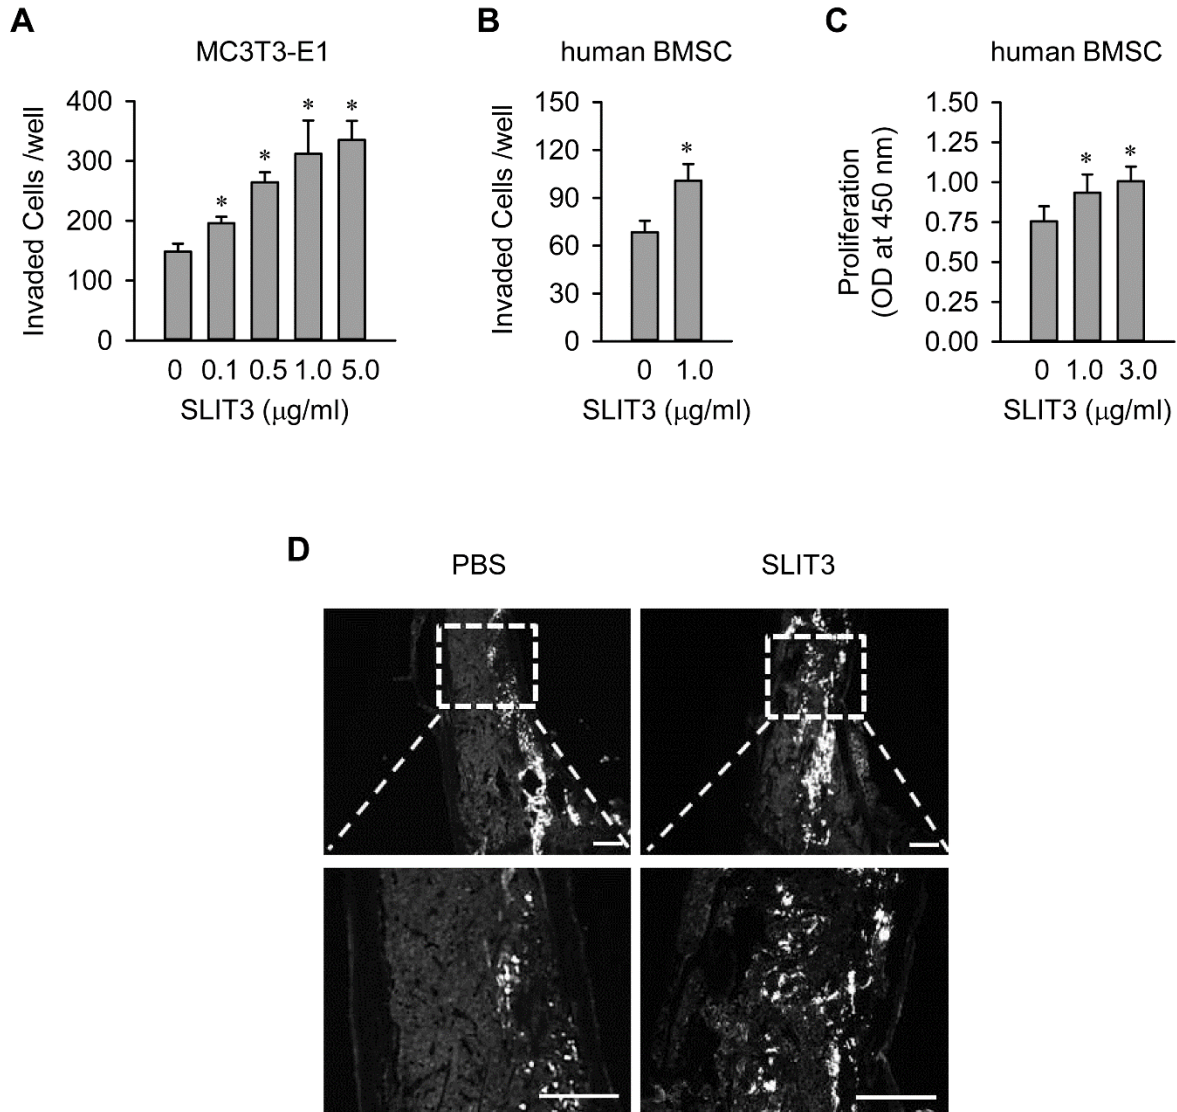 A
MC3T3-E1
Invaded Cells /well
400
300
200
100
0
*
*
*
*
0 0.1 0.5 1.0 5.0
SLIT3 (μg/ml)
B
human BMSC
Invaded Cells /well
150
120
90
60
30
0
*
0 1.0
SLIT3 (μg/ml)
C
human BMSC
Proliferation
(OD at 450 nm)
1.50
1.25
1.00
0.75
0.50
0.25
0.00
*
*
0 1.0 3.0
SLIT3 (μg/ml)
D
PBS
SLIT3